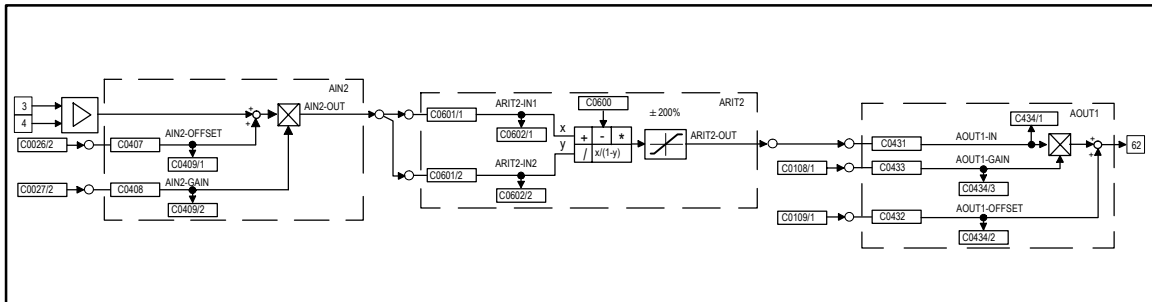 AIN2
3
4
AIN2-OUT
C0026/2
C0407
AIN2-OFFSET
C0409/1
C0027/2
C0408
AIN2-GAIN
C0409/2
ARIT2
C0600
± 200%
C0601/1
ARIT2-IN1
C0602/1
x
y
+ - *
/ x/(1-y)
ARIT2-OUT
C0601/2
ARIT2-IN2
C0602/2
AOUT1
C434/1
C0431
AOUT1-IN
62
C0108/1
C0433
AOUT1-GAIN
C0434/3
C0109/1
C0432
AOUT1-OFFSET
C0434/2
+
+
+
+